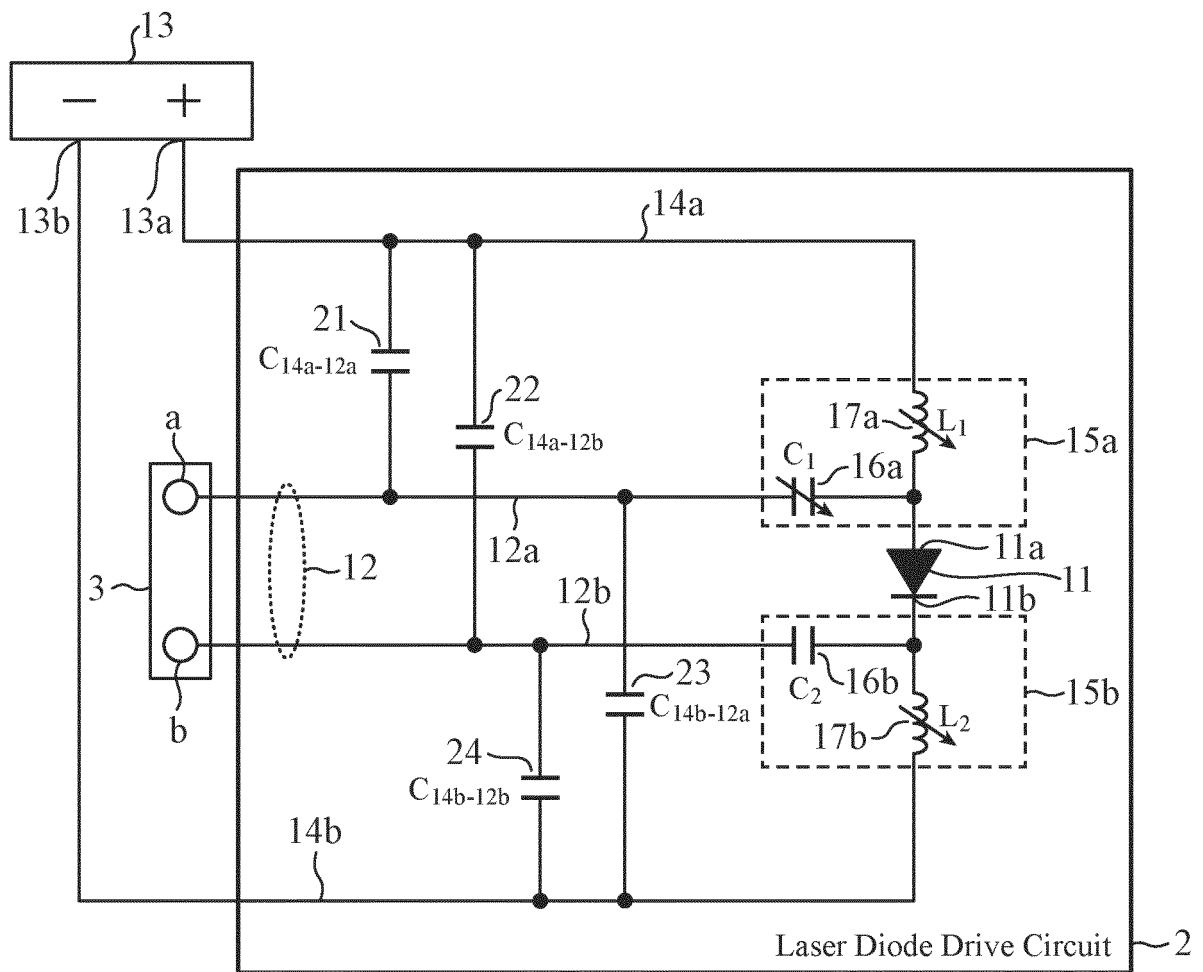 13
− +
13b 13a
14a
21
C14a-12a
22
C14a-12b
17a L1
15a
C1 16a
a
12a
11a
11
11b
3
12
12b
b
C2 16b
15b
23
C14b-12a
17b L2
24
C14b-12b
14b
Laser Diode Drive Circuit
2